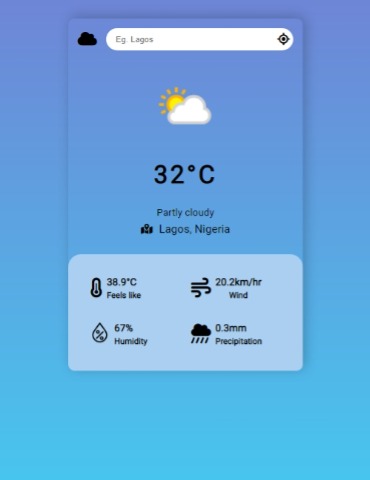 Eg. Lagos
32°C
Partly cloudy
Lagos, Nigeria
38.9°C
Feels like
20.2km/hr
Wind
67%
Humidity
0.3mm
Precipitation